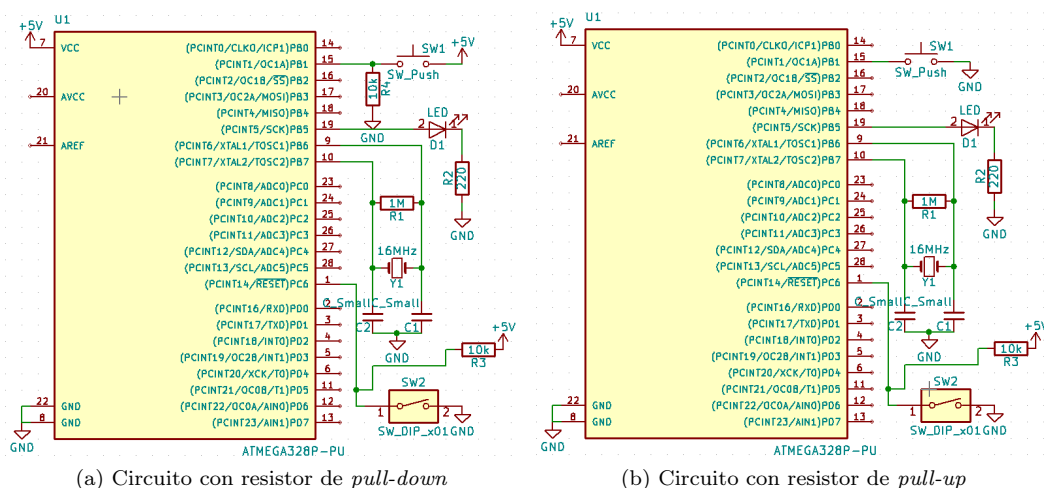 U1
+5V
7 VCC
20 AVCC
21 AREF
22 GND
8 GND
GND
(PCINT0/CLKO/ICP1)PB0 14
(PCINT1/OC1A)PB1 15
(PCINT2/OC1B/SS)PB2 16
(PCINT3/OC2A/MOSI)PB3 17
(PCINT4/MISO)PB4 18
(PCINT5/SCK)PB5 19
(PCINT6/XTAL1/TOSC1)PB6 9
(PCINT7/XTAL2/TOSC2)PB7 10
(PCINT8/ADC0)PC0 23
(PCINT9/ADC1)PC1 24
(PCINT10/ADC2)PC2 25
(PCINT11/ADC3)PC3 26
(PCINT12/SDA/ADC4)PC4 27
(PCINT13/SCL/ADC5)PC5 28
(PCINT14/RESET)PC6 1
(PCINT16/RXD)PD0 2
(PCINT17/TXD)PD1 3
(PCINT18/INT0)PD2 4
(PCINT19/OC2B/INT1)PD3 5
(PCINT20/XCK/T0)PD4 6
(PCINT21/OC0B/T1)PD5 11
(PCINT22/OC0A/AIN0)PD6 12
(PCINT23/AIN1)PD7 13
ATMEGA328P-PU
SW1
+5V
SW_Push
10k
R4
GND
LED
2 1
D1
R2
220
GND
1M
R1
16MHz
Y1
C_Small
C_Small
C2
C1
GND
+5V
10k
R3
SW2
1 2
SW_DIP_x01
GND
(a) Circuito con resistor de pull-down
U1
+5V
7 VCC
20 AVCC
21 AREF
22 GND
8 GND
GND
(PCINT0/CLKO/ICP1)PB0 14
(PCINT1/OC1A)PB1 15
(PCINT2/OC1B/SS)PB2 16
(PCINT3/OC2A/MOSI)PB3 17
(PCINT4/MISO)PB4 18
(PCINT5/SCK)PB5 19
(PCINT6/XTAL1/TOSC1)PB6 9
(PCINT7/XTAL2/TOSC2)PB7 10
(PCINT8/ADC0)PC0 23
(PCINT9/ADC1)PC1 24
(PCINT10/ADC2)PC2 25
(PCINT11/ADC3)PC3 26
(PCINT12/SDA/ADC4)PC4 27
(PCINT13/SCL/ADC5)PC5 28
(PCINT14/RESET)PC6 1
(PCINT16/RXD)PD0 2
(PCINT17/TXD)PD1 3
(PCINT18/INT0)PD2 4
(PCINT19/OC2B/INT1)PD3 5
(PCINT20/XCK/T0)PD4 6
(PCINT21/OC0B/T1)PD5 11
(PCINT22/OC0A/AIN0)PD6 12
(PCINT23/AIN1)PD7 13
ATMEGA328P-PU
SW1
SW_Push
GND
LED
2 1
D1
R2
220
GND
1M
R1
16MHz
Y1
C_Small
C_Small
C2
C1
GND
+5V
10k
R3
SW2
1 2
SW_DIP_x01
GND
(b) Circuito con resistor de pull-up